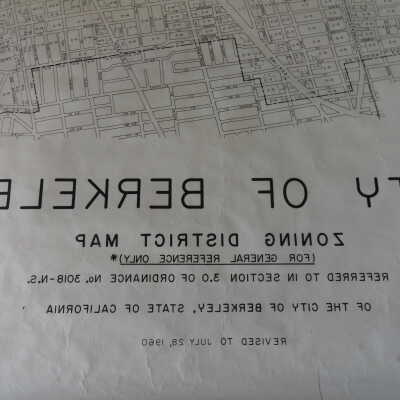 TY OF BERKELE
ZONING DISTRICT MAP
(FOR GENERAL REFERENCE ONLY)*
REFERRED TO IN SECTION 3.0 OF ORDINANCE No. 3018-N.S.
OF THE CITY OF BERKELEY, STATE OF CALIFORNIA
REVISED TO JULY 28, 1960